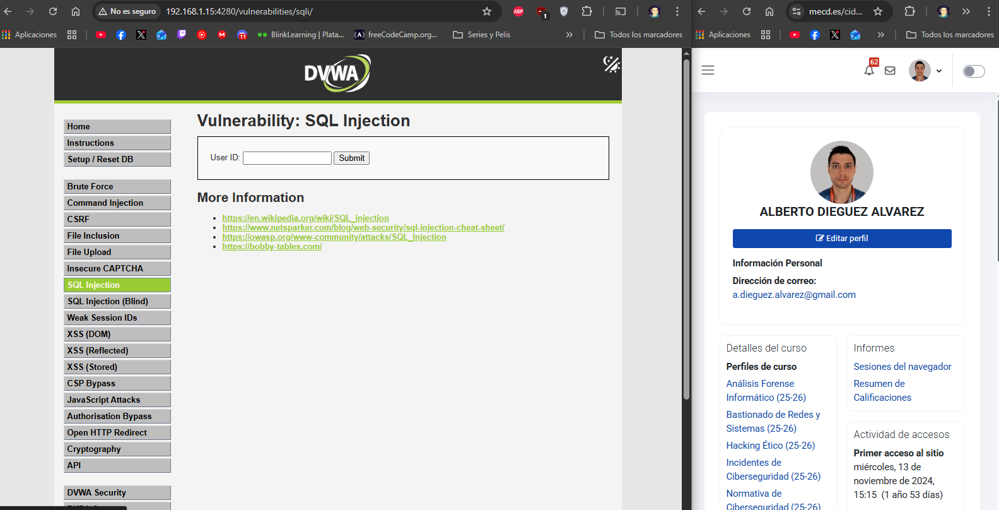 No es seguro
192.168.1.15:4280/vulnerabilities/sqli/
ABP
1
Aplicaciones
11
BlinkLearning | Plata...
freeCodeCamp.org...
Series y Pelis
»
Todos los marcadores
DVWA
Home
Instructions
Setup / Reset DB
Brute Force
Command Injection
CSRF
File Inclusion
File Upload
Insecure CAPTCHA
SQL Injection
SQL Injection (Blind)
Weak Session IDs
XSS (DOM)
XSS (Reflected)
XSS (Stored)
CSP Bypass
JavaScript Attacks
Authorisation Bypass
Open HTTP Redirect
Cryptography
API
DVWA Security
Vulnerability: SQL Injection
User ID:
Submit
More Information
https://en.wikipedia.org/wiki/SQL_injection
https://www.netsparker.com/blog/web-security/sql-injection-cheat-sheet/
https://owasp.org/www-community/attacks/SQL_Injection
https://bobby-tables.com/
mecd.es/cid...
»
Aplicaciones
»
Todos los marcadores
62
ALBERTO DIEGUEZ ALVAREZ
Editar perfil
Información Personal
Dirección de correo:
a.dieguez.alvarez@gmail.com
Detalles del curso
Perfiles de curso
Análisis Forense
Informático (25-26)
Bastionado de Redes y
Sistemas (25-26)
Hacking Ético (25-26)
Incidentes de
Ciberseguridad (25-26)
Normativa de
Ciberseguridad (25-26)
Informes
Sesiones del navegador
Resumen de
Calificaciones
Actividad de accesos
Primer acceso al sitio
miércoles, 13 de
noviembre de 2024,
15:15 (1 año 53 días)